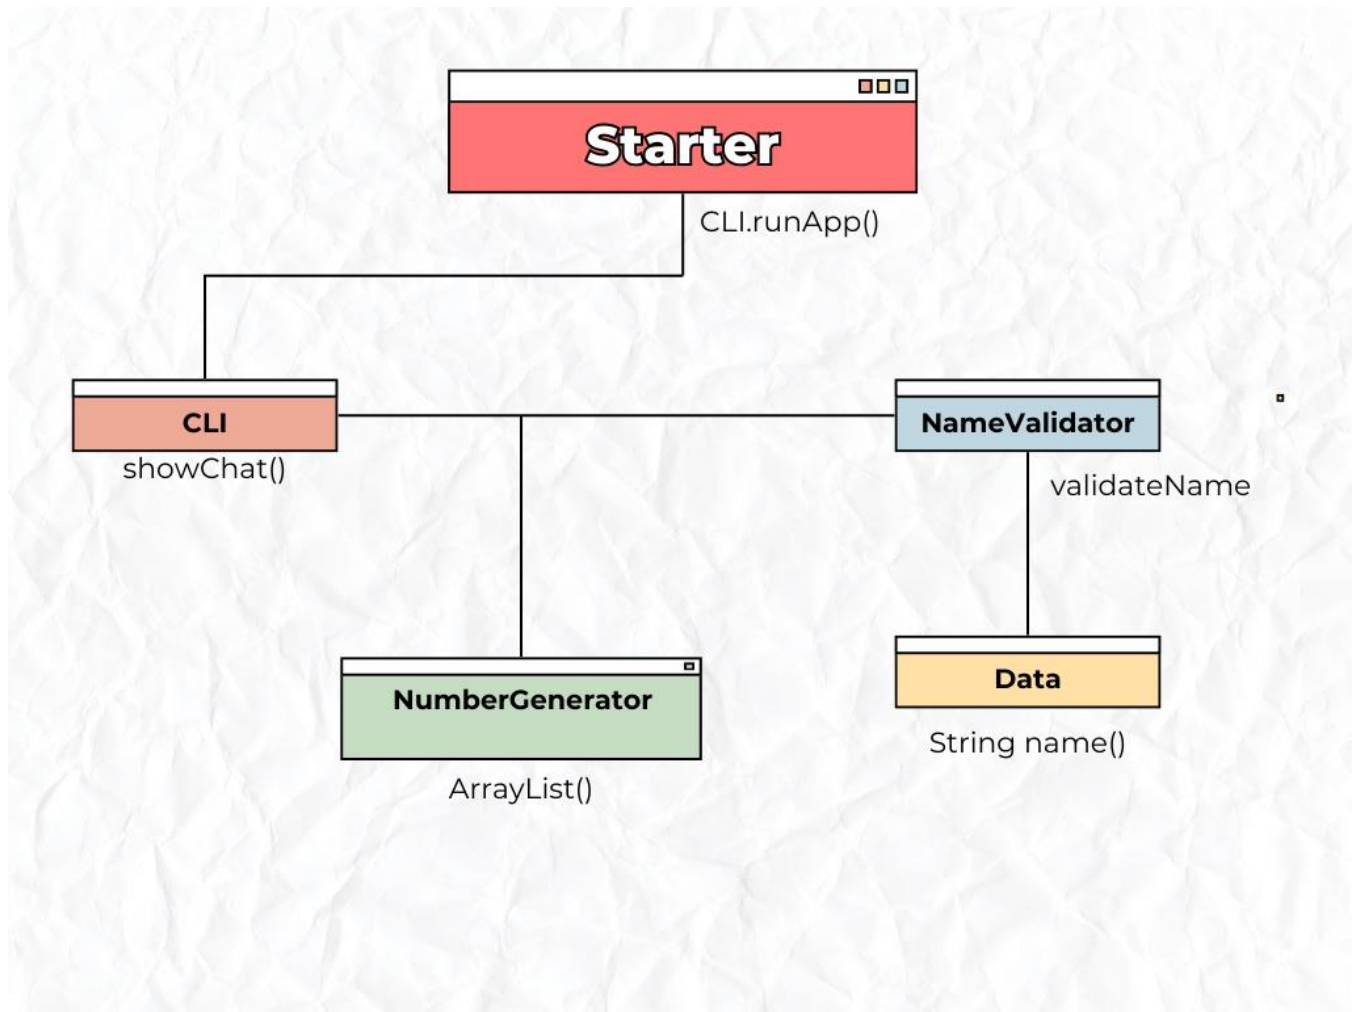 Starter
CLI.runApp()
CLI
showChat()
NameValidator
validateName
NumberGenerator
ArrayList()
Data
String name()